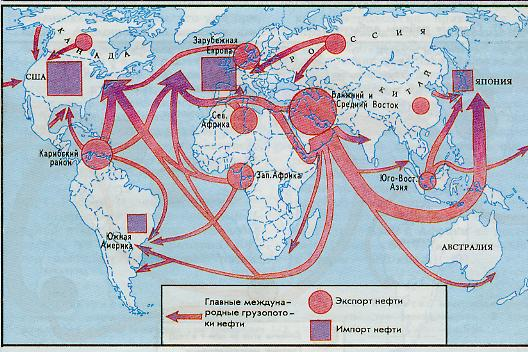 КАНАДА
РОССИЯ
Зарубежная
Европа
США
КИТАЙ
ЯПОНИЯ
Ближний и
Средний Восток
Сев.
Африка
Карибский
район
Зап. Африка
Юго-Вост.
Азия
Южная
Америка
АВСТРАЛИЯ
Главные междуна-
родные грузопото-
ки нефти
Экспорт нефти
Импорт нефти